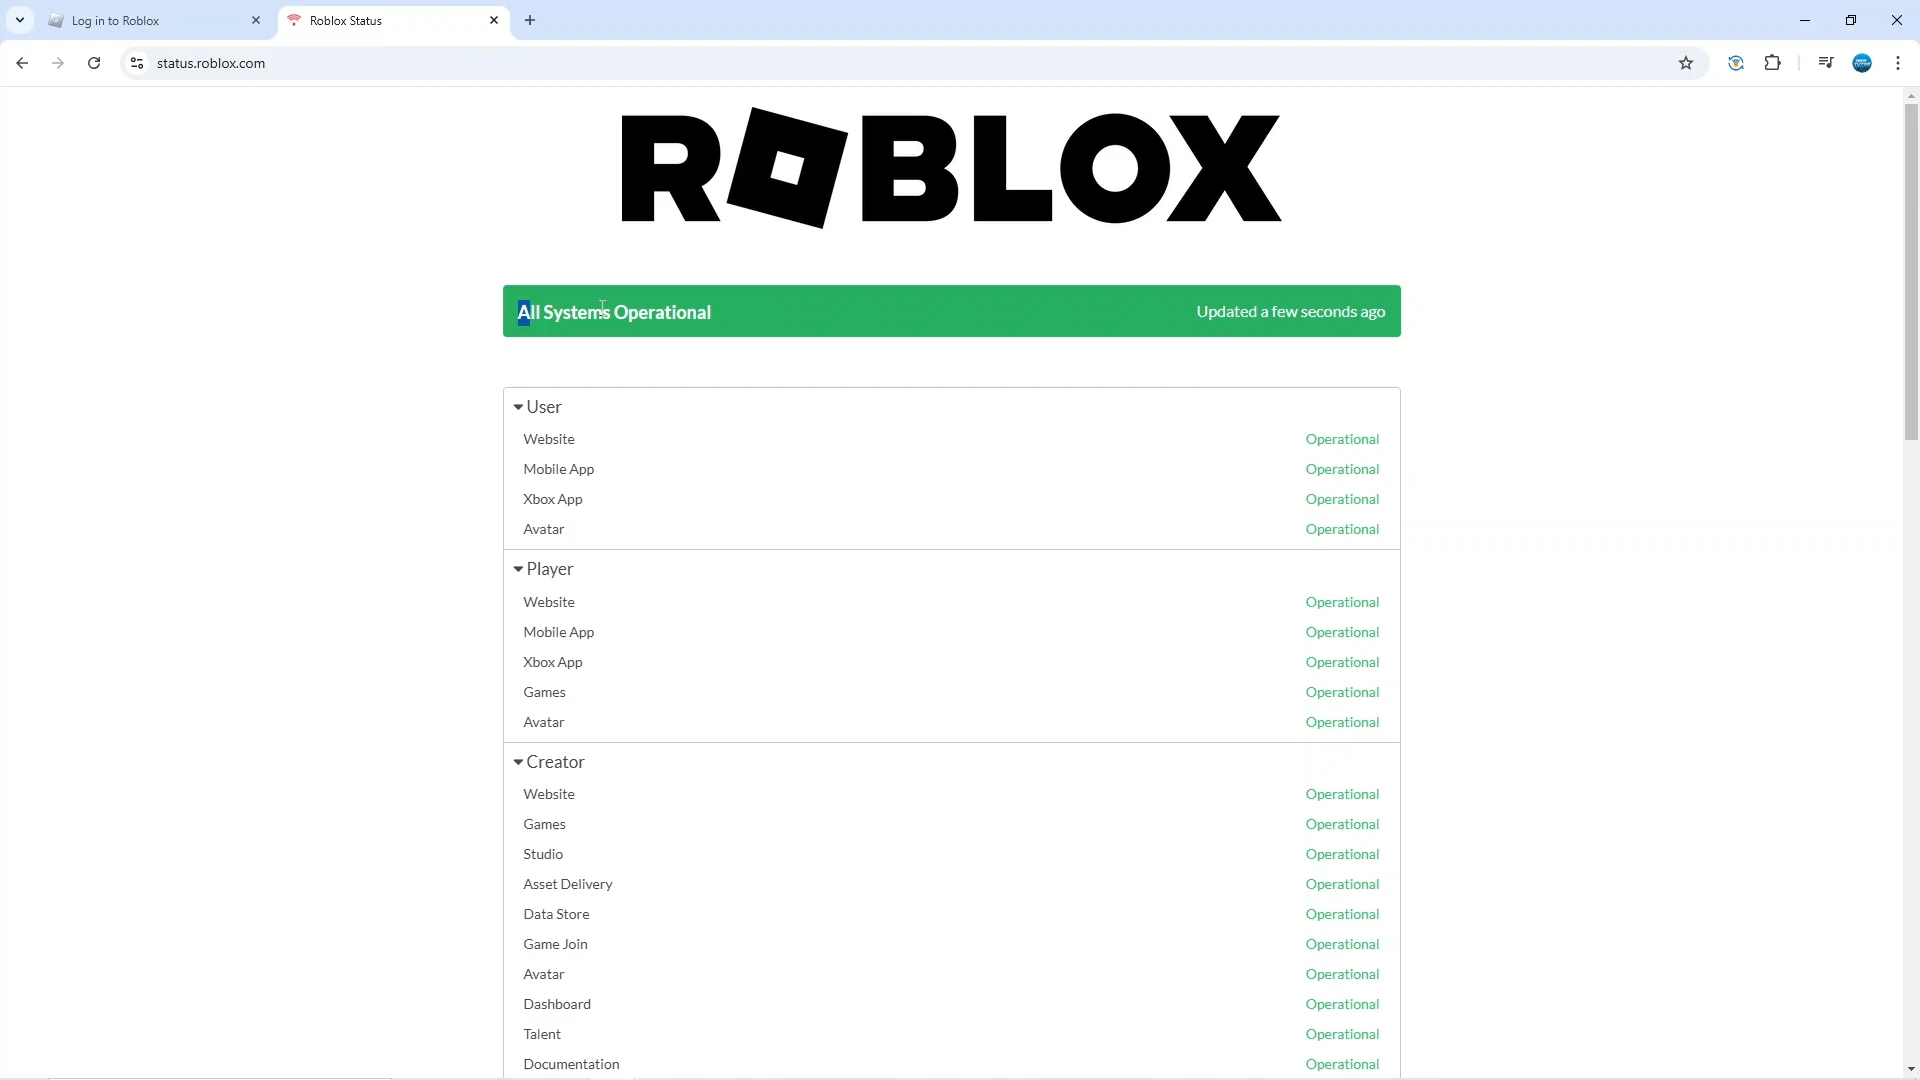 Log in to Roblox
Roblox Status
status.roblox.com
ROBLOX
All Systems Operational
Updated a few seconds ago
User
Website Operational
Mobile App Operational
Xbox App Operational
Avatar Operational
Player
Website Operational
Mobile App Operational
Xbox App Operational
Games Operational
Avatar Operational
Creator
Website Operational
Games Operational
Studio Operational
Asset Delivery Operational
Data Store Operational
Game Join Operational
Avatar Operational
Dashboard Operational
Talent Operational
Documentation Operational